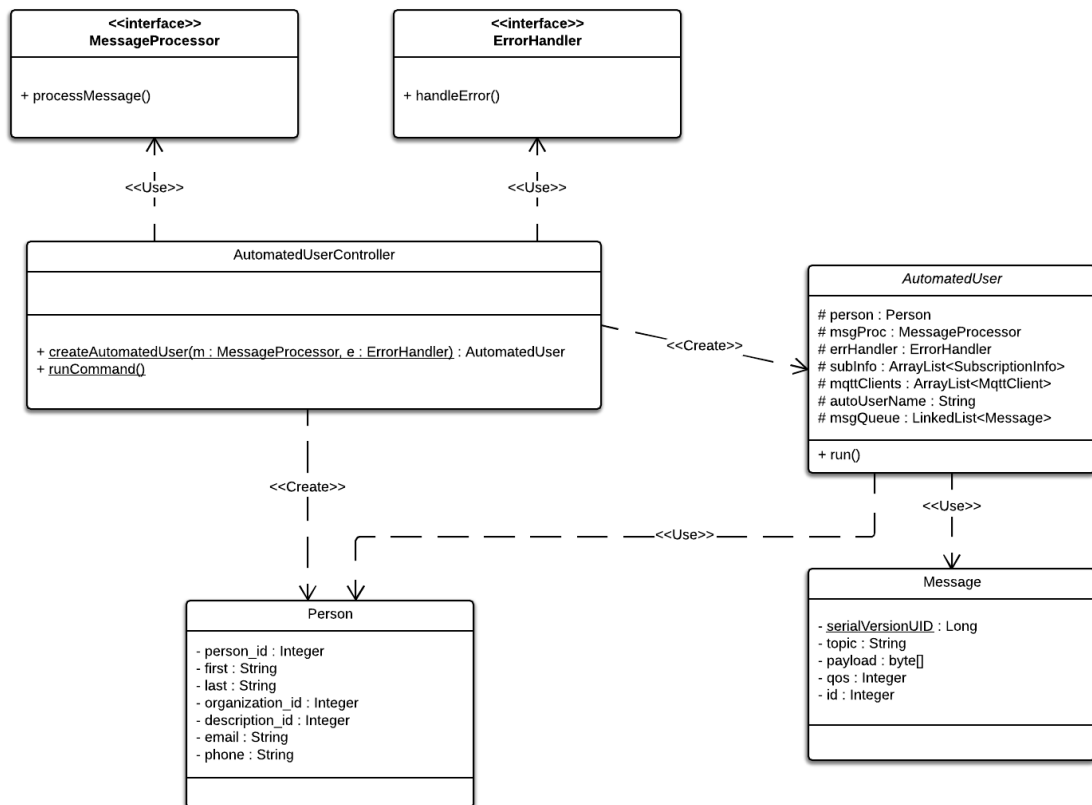 <<interface>>
MessageProcessor
+ processMessage()
<<interface>>
ErrorHandler
+ handleError()
<<Use>>
<<Use>>
AutomatedUserController
+ createAutomatedUser(m : MessageProcessor, e : ErrorHandler) : AutomatedUser
+ runCommand()
<<Create>>
AutomatedUser
# person : Person
# msgProc : MessageProcessor
# errHandler : ErrorHandler
# subInfo : ArrayList<SubscriptionInfo>
# mqttClients : ArrayList<MqttClient>
# autoUserName : String
# msgQueue : LinkedList<Message>
+ run()
<<Create>>
<<Use>>
<<Use>>
Person
- person_id : Integer
- first : String
- last : String
- organization_id : Integer
- description_id : Integer
- email : String
- phone : String
Message
- serialVersionUID : Long
- topic : String
- payload : byte[]
- qos : Integer
- id : Integer